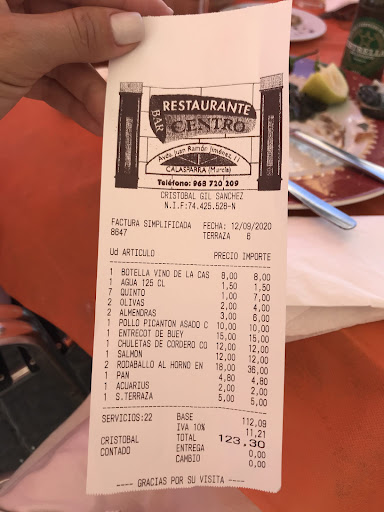 RESTAURANTE
BAR CENTRO
Avda. Juan Ramón Jiménez, 11
CALASPARRA (Murcia)
Teléfono: 968 720 209
CRISTOBAL GIL SANCHEZ
N.I.F:74.425.528-N
FACTURA SIMPLIFICADA FECHA: 12/09/2020
8647 TERRAZA 6
Ud ARTICULO PRECIO IMPORTE
1 BOTELLA VINO DE LA CAS 8,00 8,00
1 AGUA 125 CL 1,50 1,50
7 QUINTO 1,00 7,00
2 OLIVAS 2,00 4,00
2 ALMENDRAS 3,00 6,00
1 POLLO PICANTON ASADO C 10,00 10,00
1 ENTRECOT DE BUEY 15,00 15,00
1 CHULETAS DE CORDERO CO 12,00 12,00
1 SALMON 12,00 12,00
2 RODABALLO AL HORNO EN 18,00 36,00
1 PAN 4,80 4,80
1 ACUARIUS 2,00 2,00
1 S.TERRAZA 5,00 5,00
SERVICIOS:22 BASE 112,09
IVA 10% 11,21
CRISTOBAL TOTAL 123,30
CONTADO ENTREGA 0,00
CAMBIO 0,00
---- GRACIAS POR SU VISITA ----